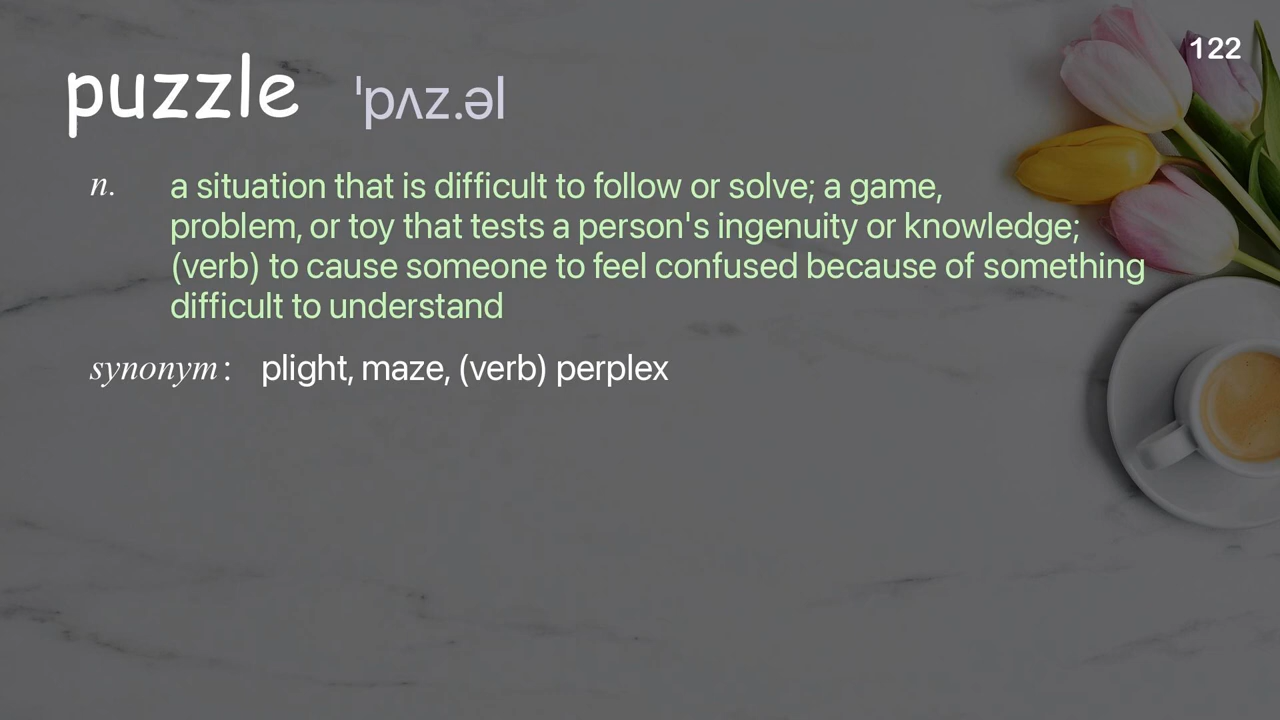 122
puzzle ˈpʌz.əl
n. a situation that is difficult to follow or solve; a game,
problem, or toy that tests a person's ingenuity or knowledge;
(verb) to cause someone to feel confused because of something
difficult to understand
synonym: plight, maze, (verb) perplex